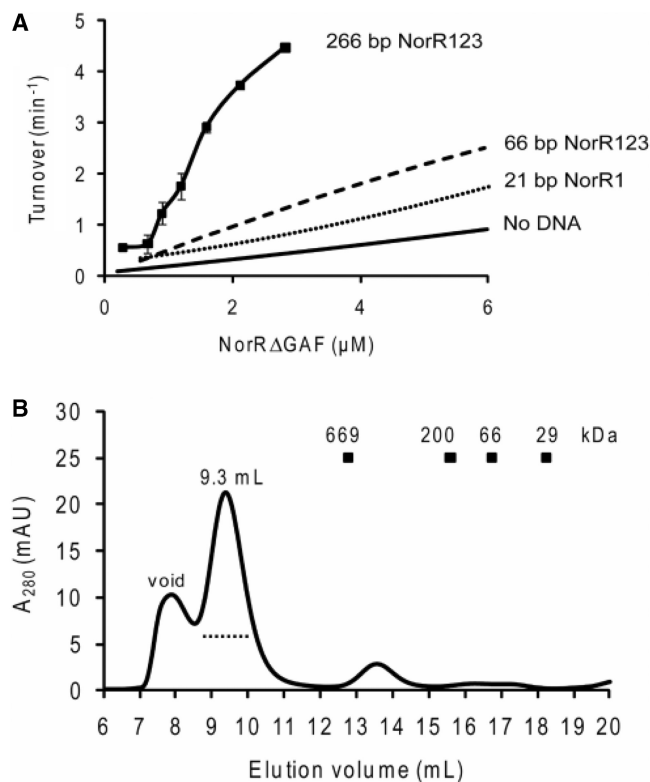 A
5
4
3
2
1
0
Turnover (min⁻¹)
266 bp NorR123
66 bp NorR123
21 bp NorR1
No DNA
0 2 4 6
NorRΔGAF (µM)
B
30
25
20
15
10
5
0
A₂₈₀ (mAU)
669 200 66 29 kDa
9.3 mL
void
6 7 8 9 10 11 12 13 14 15 16 17 18 19 20
Elution volume (mL)